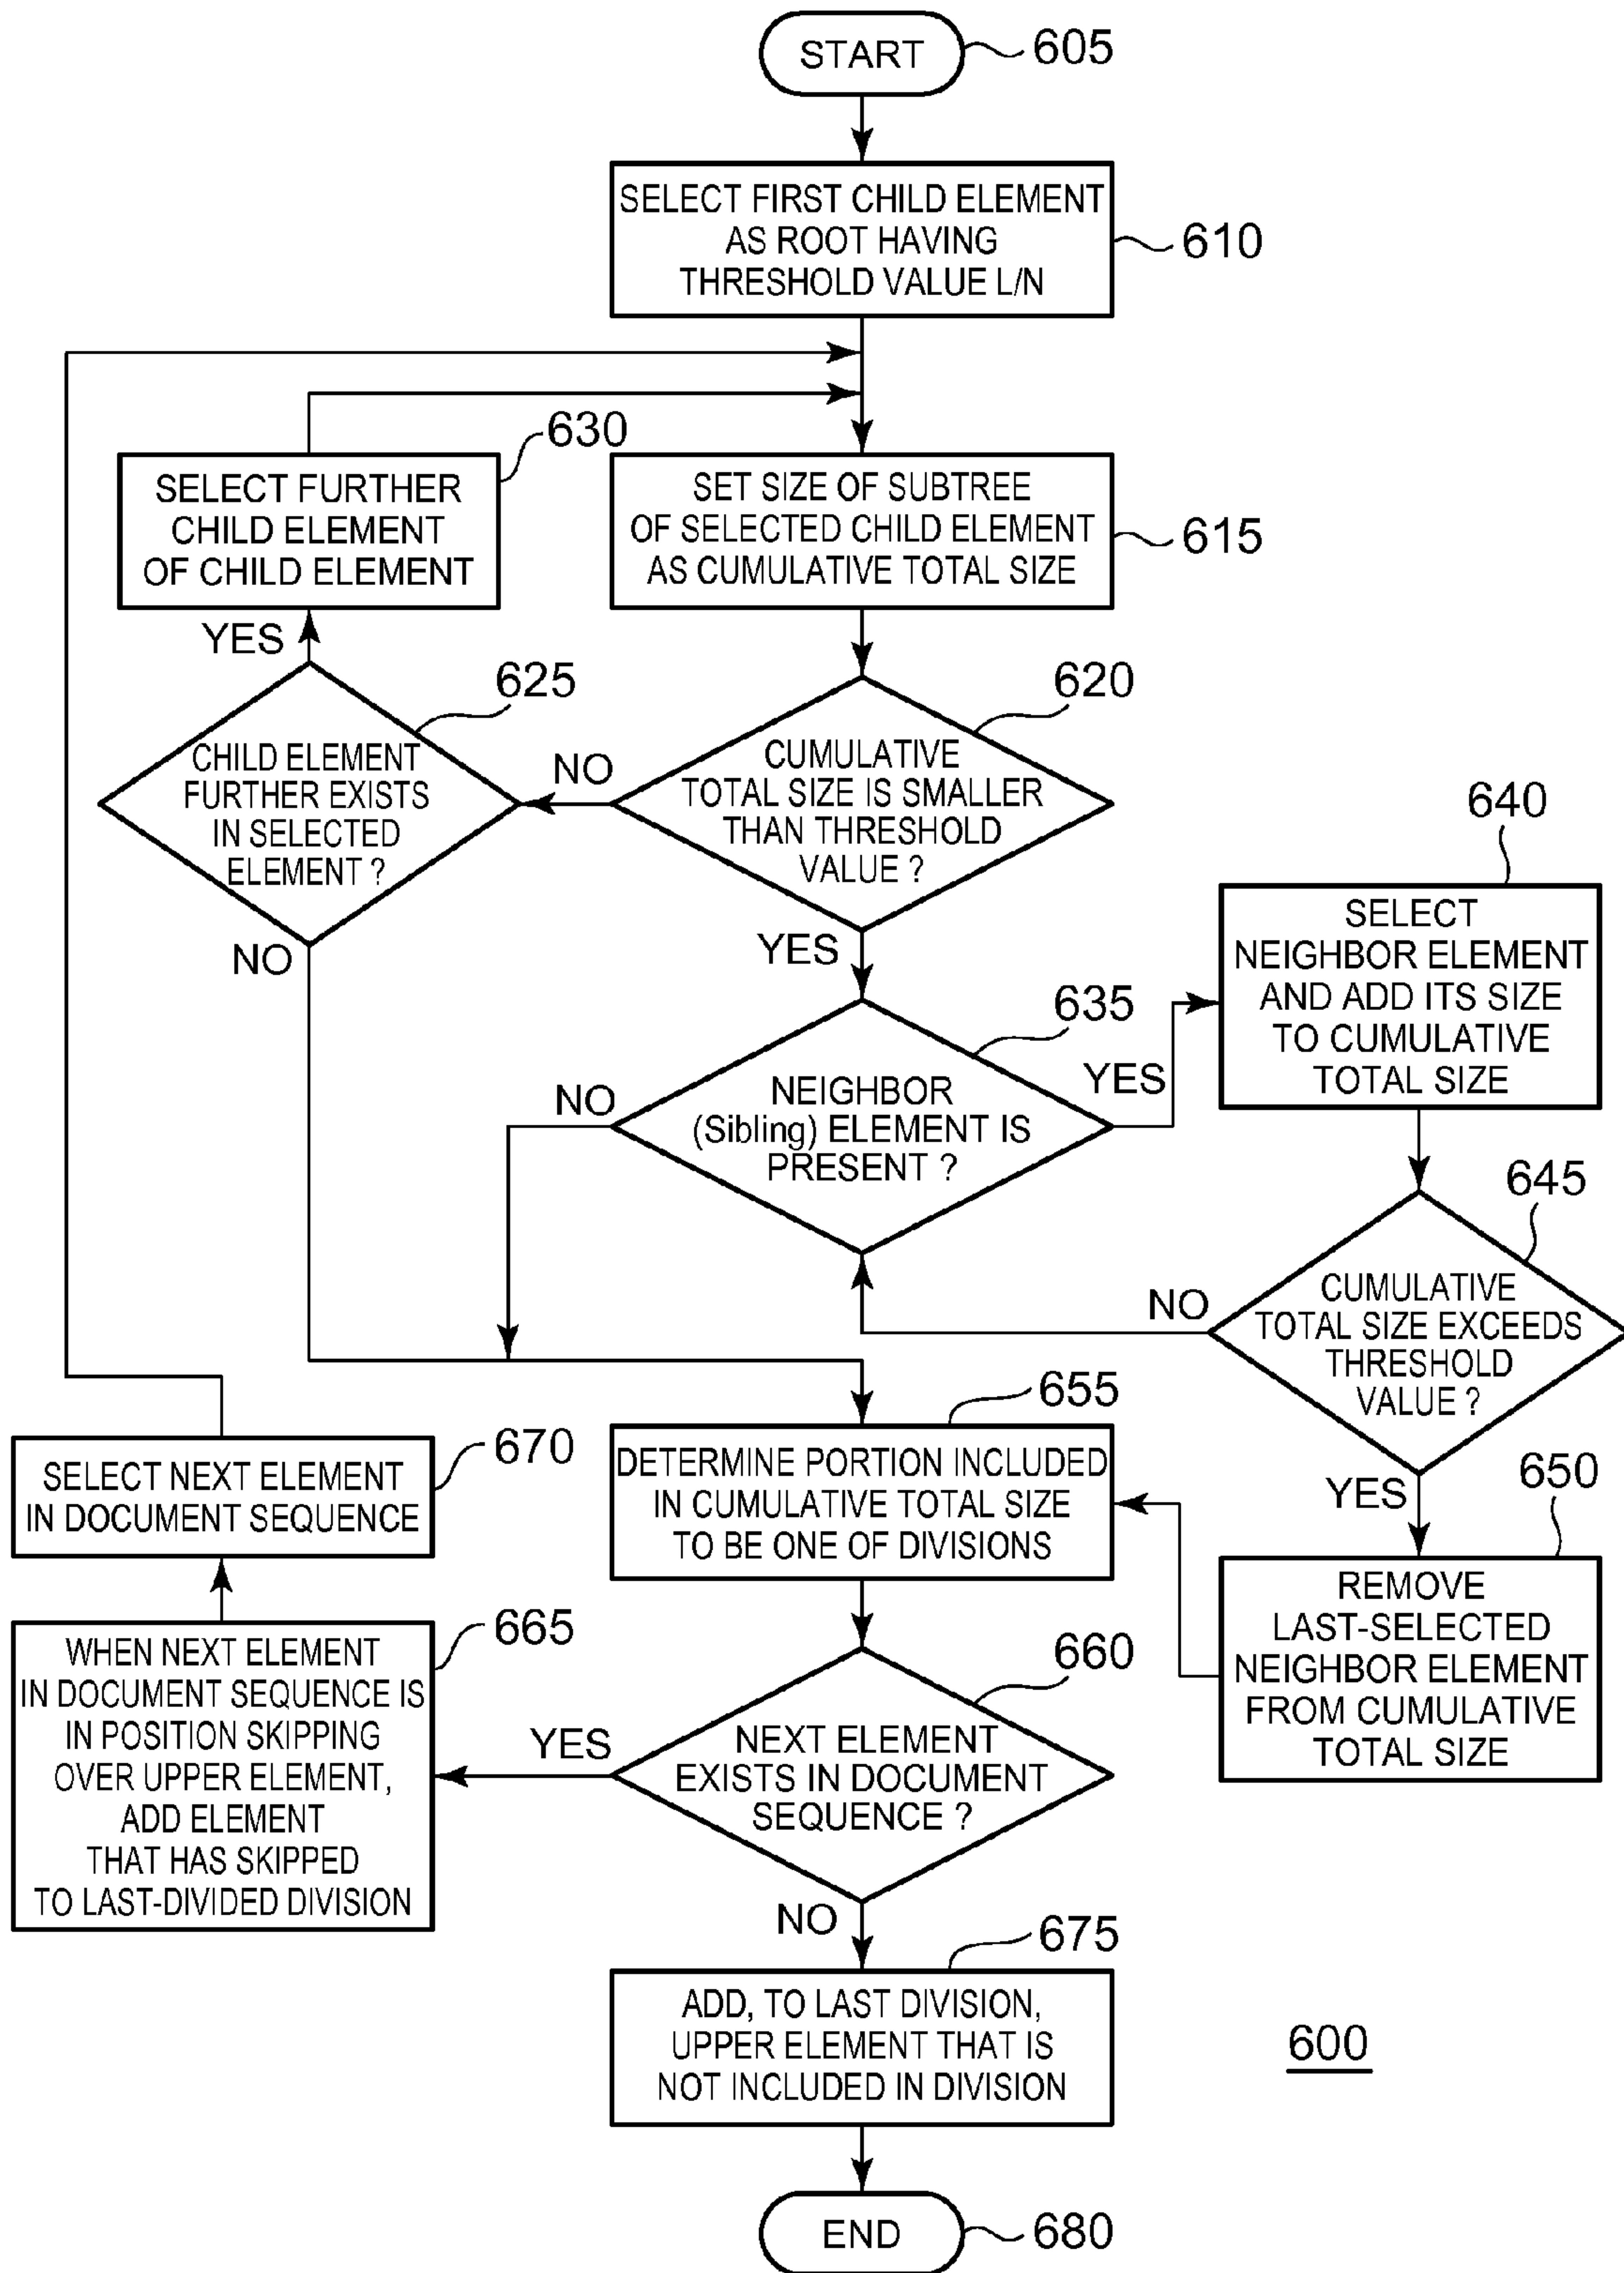 START
605
SELECT FIRST CHILD ELEMENT
AS ROOT HAVING
THRESHOLD VALUE L/N
610
630
SELECT FURTHER
CHILD ELEMENT
OF CHILD ELEMENT
SET SIZE OF SUBTREE
OF SELECTED CHILD ELEMENT
AS CUMULATIVE TOTAL SIZE
615
YES
625
CHILD ELEMENT
FURTHER EXISTS
IN SELECTED
ELEMENT ?
NO
NO
620
CUMULATIVE
TOTAL SIZE IS SMALLER
THAN THRESHOLD
VALUE ?
YES
635
NEIGHBOR
(Sibling) ELEMENT IS
PRESENT ?
NO
YES
640
SELECT
NEIGHBOR ELEMENT
AND ADD ITS SIZE
TO CUMULATIVE
TOTAL SIZE
645
CUMULATIVE
TOTAL SIZE EXCEEDS
THRESHOLD
VALUE ?
NO
YES
650
REMOVE
LAST-SELECTED
NEIGHBOR ELEMENT
FROM CUMULATIVE
TOTAL SIZE
655
DETERMINE PORTION INCLUDED
IN CUMULATIVE TOTAL SIZE
TO BE ONE OF DIVISIONS
670
SELECT NEXT ELEMENT
IN DOCUMENT SEQUENCE
665
WHEN NEXT ELEMENT
IN DOCUMENT SEQUENCE IS
IN POSITION SKIPPING
OVER UPPER ELEMENT,
ADD ELEMENT
THAT HAS SKIPPED
TO LAST-DIVIDED DIVISION
YES
660
NEXT ELEMENT
EXISTS IN DOCUMENT
SEQUENCE ?
NO
675
ADD, TO LAST DIVISION,
UPPER ELEMENT THAT IS
NOT INCLUDED IN DIVISION
600
END
680